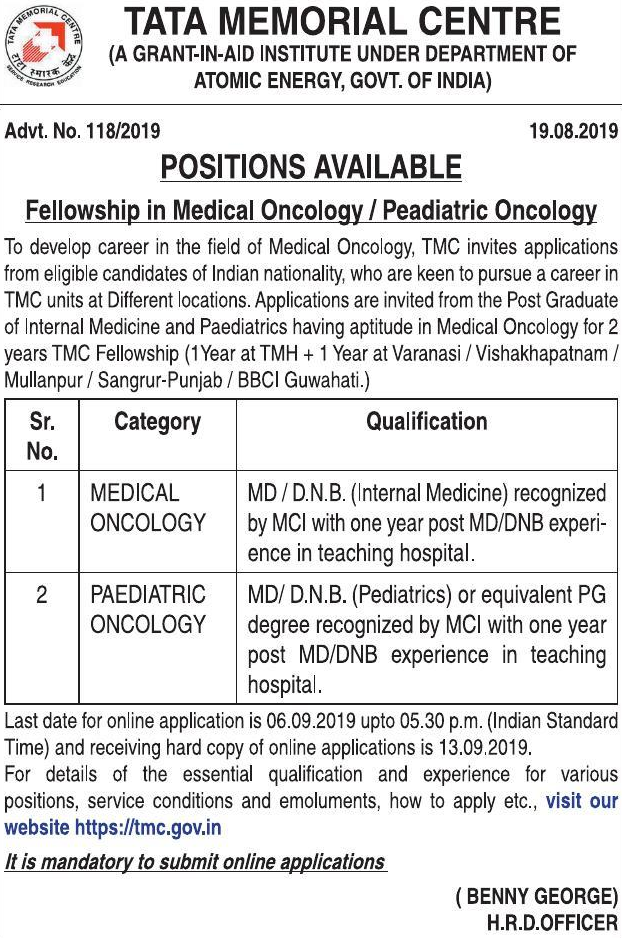 TATA MEMORIAL CENTRE
टाटा स्मारक केंद्र
SERVICE RESEARCH EDUCATION
TATA MEMORIAL CENTRE
(A GRANT-IN-AID INSTITUTE UNDER DEPARTMENT OF
ATOMIC ENERGY, GOVT. OF INDIA)
Advt. No. 118/2019 19.08.2019
POSITIONS AVAILABLE
Fellowship in Medical Oncology / Peadiatric Oncology
To develop career in the field of Medical Oncology, TMC invites applications
from eligible candidates of Indian nationality, who are keen to pursue a career in
TMC units at Different locations. Applications are invited from the Post Graduate
of Internal Medicine and Paediatrics having aptitude in Medical Oncology for 2
years TMC Fellowship (1Year at TMH + 1 Year at Varanasi / Vishakhapatnam /
Mullanpur / Sangrur-Punjab / BBCI Guwahati.)
Sr.
No.
Category
Qualification
1
MEDICAL
ONCOLOGY
MD / D.N.B. (Internal Medicine) recognized
by MCI with one year post MD/DNB experi-
ence in teaching hospital.
2
PAEDIATRIC
ONCOLOGY
MD/ D.N.B. (Pediatrics) or equivalent PG
degree recognized by MCI with one year
post MD/DNB experience in teaching
hospital.
Last date for online application is 06.09.2019 upto 05.30 p.m. (Indian Standard
Time) and receiving hard copy of online applications is 13.09.2019.
For details of the essential qualification and experience for various
positions, service conditions and emoluments, how to apply etc., visit our
website https://tmc.gov.in
It is mandatory to submit online applications
( BENNY GEORGE)
H.R.D.OFFICER